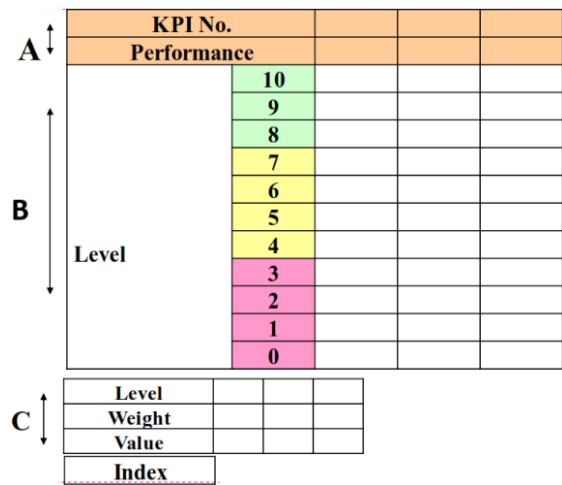 KPI No.
A
Performance
10
9
8
7
B
6
5
4
Level
3
2
1
0
Level
C
Weight
Value
Index